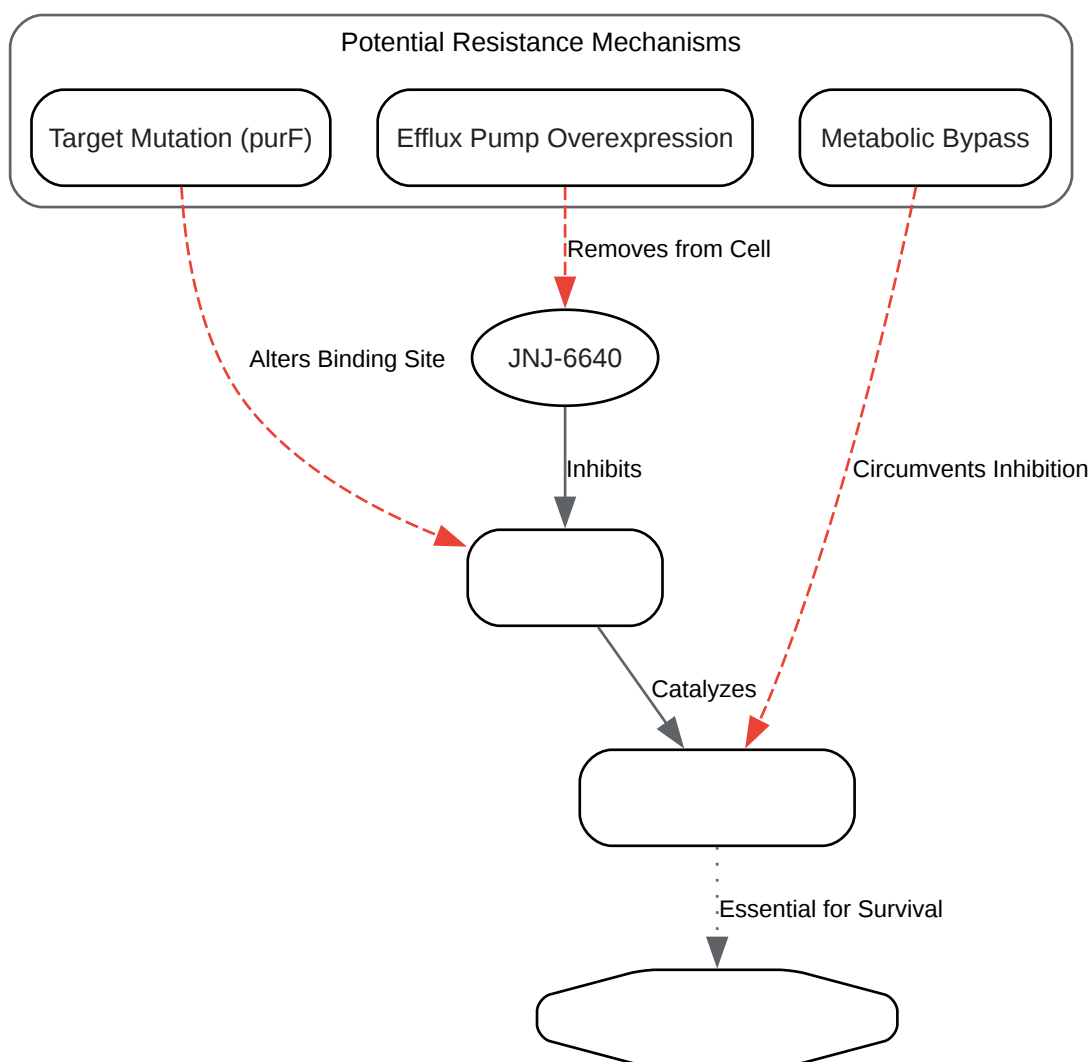 Potential Resistance Mechanisms
Target Mutation (purF)
Efflux Pump Overexpression
Metabolic Bypass
Removes from Cell
Alters Binding Site
JNJ-6640
Inhibits
Circumvents Inhibition
Catalyzes
Essential for Survival